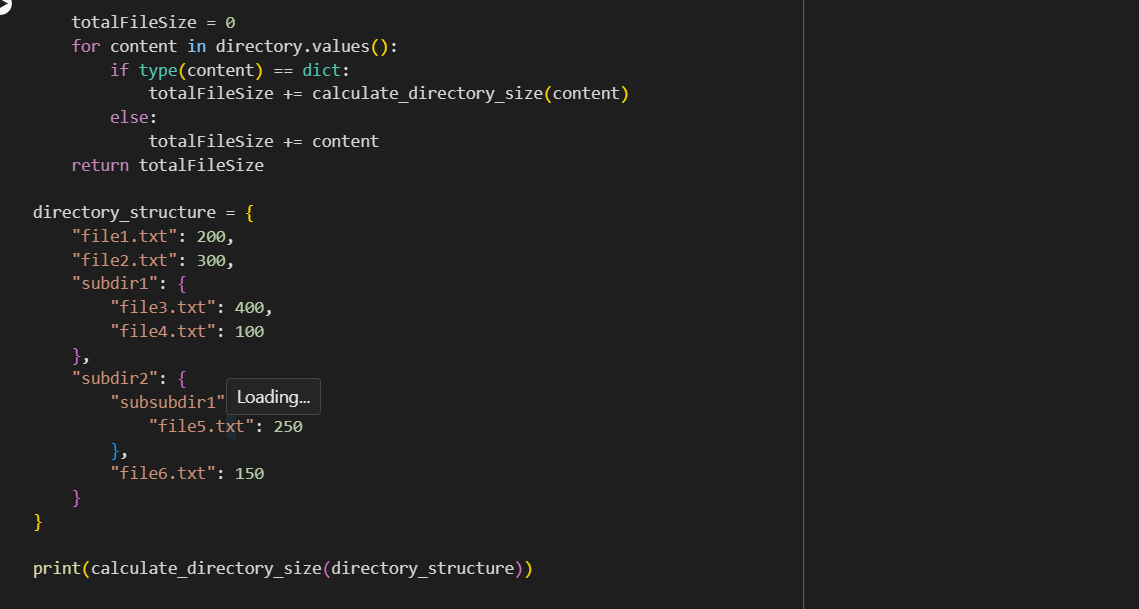 totalFileSize = 0
    for content in directory.values():
        if type(content) == dict:
            totalFileSize += calculate_directory_size(content)
        else:
            totalFileSize += content
    return totalFileSize

directory_structure = {
    "file1.txt": 200,
    "file2.txt": 300,
    "subdir1": {
        "file3.txt": 400,
        "file4.txt": 100
    },
    "subdir2": {
        "subsubdir1"
Loading...
            "file5.txt": 250
        },
        "file6.txt": 150
    }
}

print(calculate_directory_size(directory_structure))